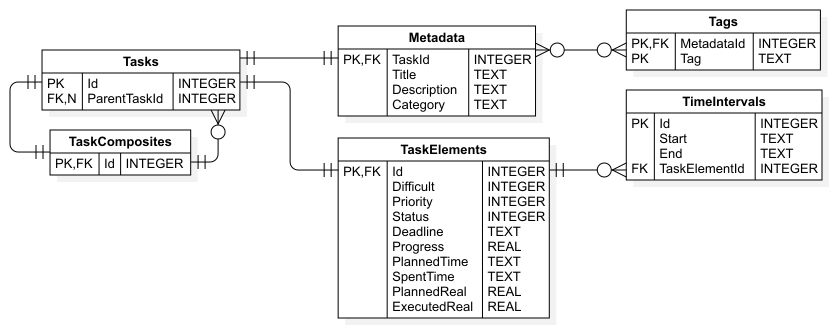 Tasks
PK Id INTEGER
FK,N ParentTaskId INTEGER
TaskComposites
PK,FK Id INTEGER
Metadata
PK,FK TaskId INTEGER
Title TEXT
Description TEXT
Category TEXT
TaskElements
PK,FK Id INTEGER
Difficult INTEGER
Priority INTEGER
Status INTEGER
Deadline TEXT
Progress REAL
PlannedTime TEXT
SpentTime TEXT
PlannedReal REAL
ExecutedReal REAL
Tags
PK,FK MetadataId INTEGER
PK Tag TEXT
TimeIntervals
PK Id INTEGER
Start TEXT
End TEXT
FK TaskElementId INTEGER